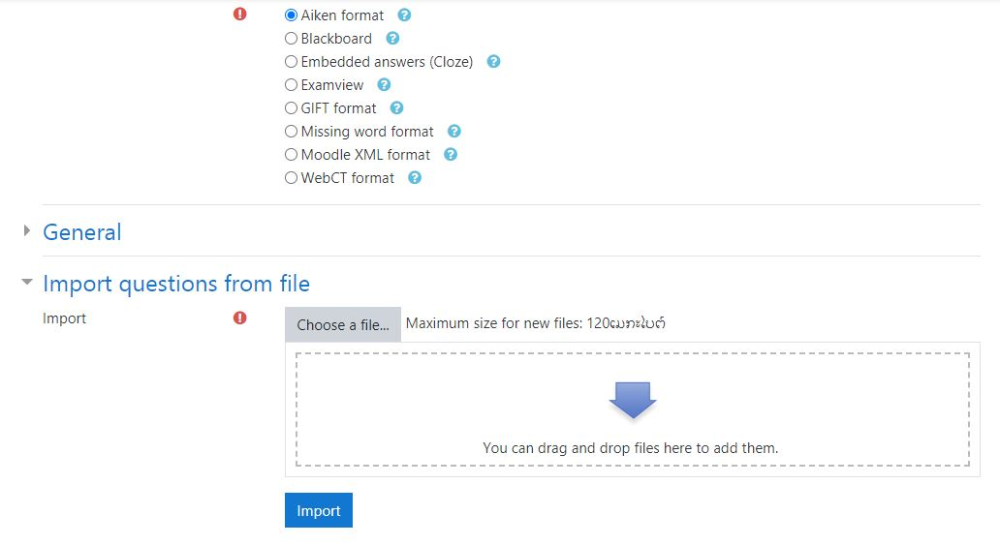 Aiken format
Blackboard
Embedded answers (Cloze)
Examview
GIFT format
Missing word format
Moodle XML format
WebCT format
General
Import questions from file
Import
Choose a file... Maximum size for new files: 120ເມກະໄບຕ໌
You can drag and drop files here to add them.
Import